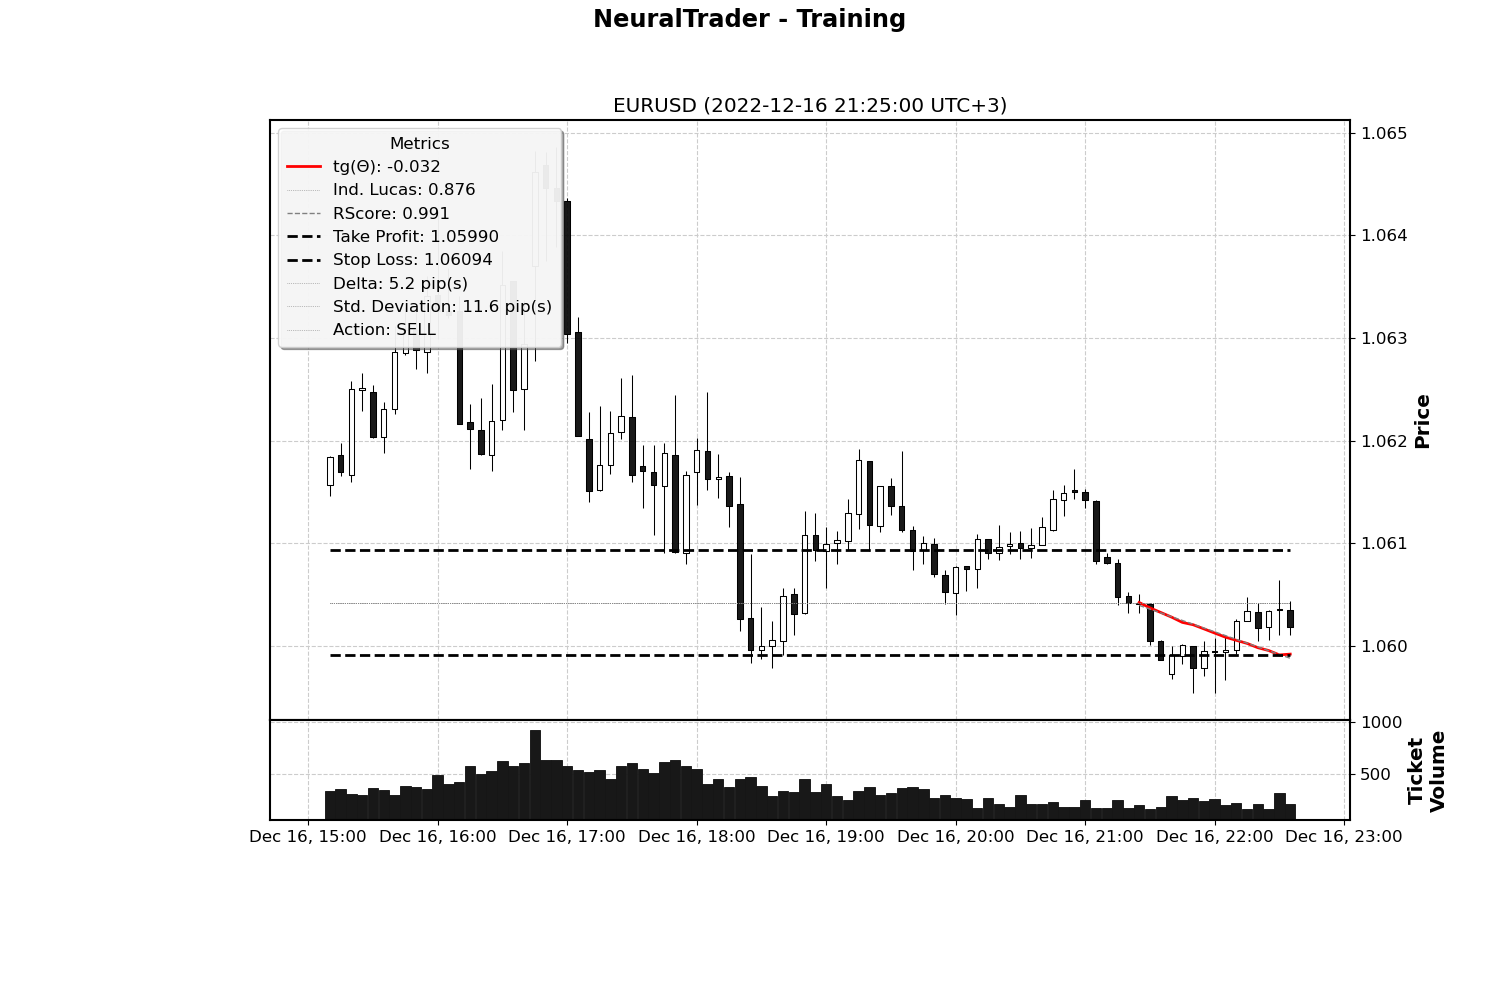 NeuralTrader - Training
EURUSD (2022-12-16 21:25:00 UTC+3)
Metrics
tg(Θ): -0.032
Ind. Lucas: 0.876
RScore: 0.991
Take Profit: 1.05990
Stop Loss: 1.06094
Delta: 5.2 pip(s)
Std. Deviation: 11.6 pip(s)
Action: SELL
1.065
1.064
1.063
1.062
1.061
1.060
Price
1000
500
Ticket
Volume
Dec 16, 15:00
Dec 16, 16:00
Dec 16, 17:00
Dec 16, 18:00
Dec 16, 19:00
Dec 16, 20:00
Dec 16, 21:00
Dec 16, 22:00
Dec 16, 23:00